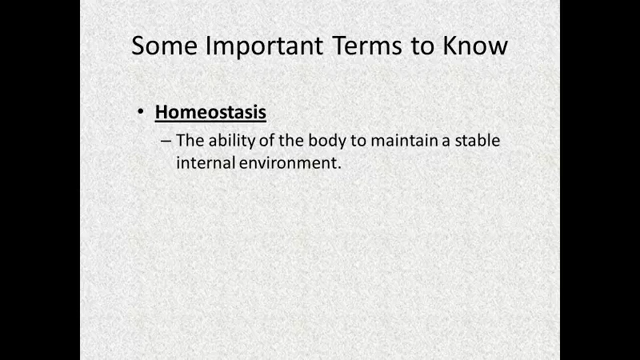 Some Important Terms to Know
• Homeostasis
– The ability of the body to maintain a stable
internal environment.